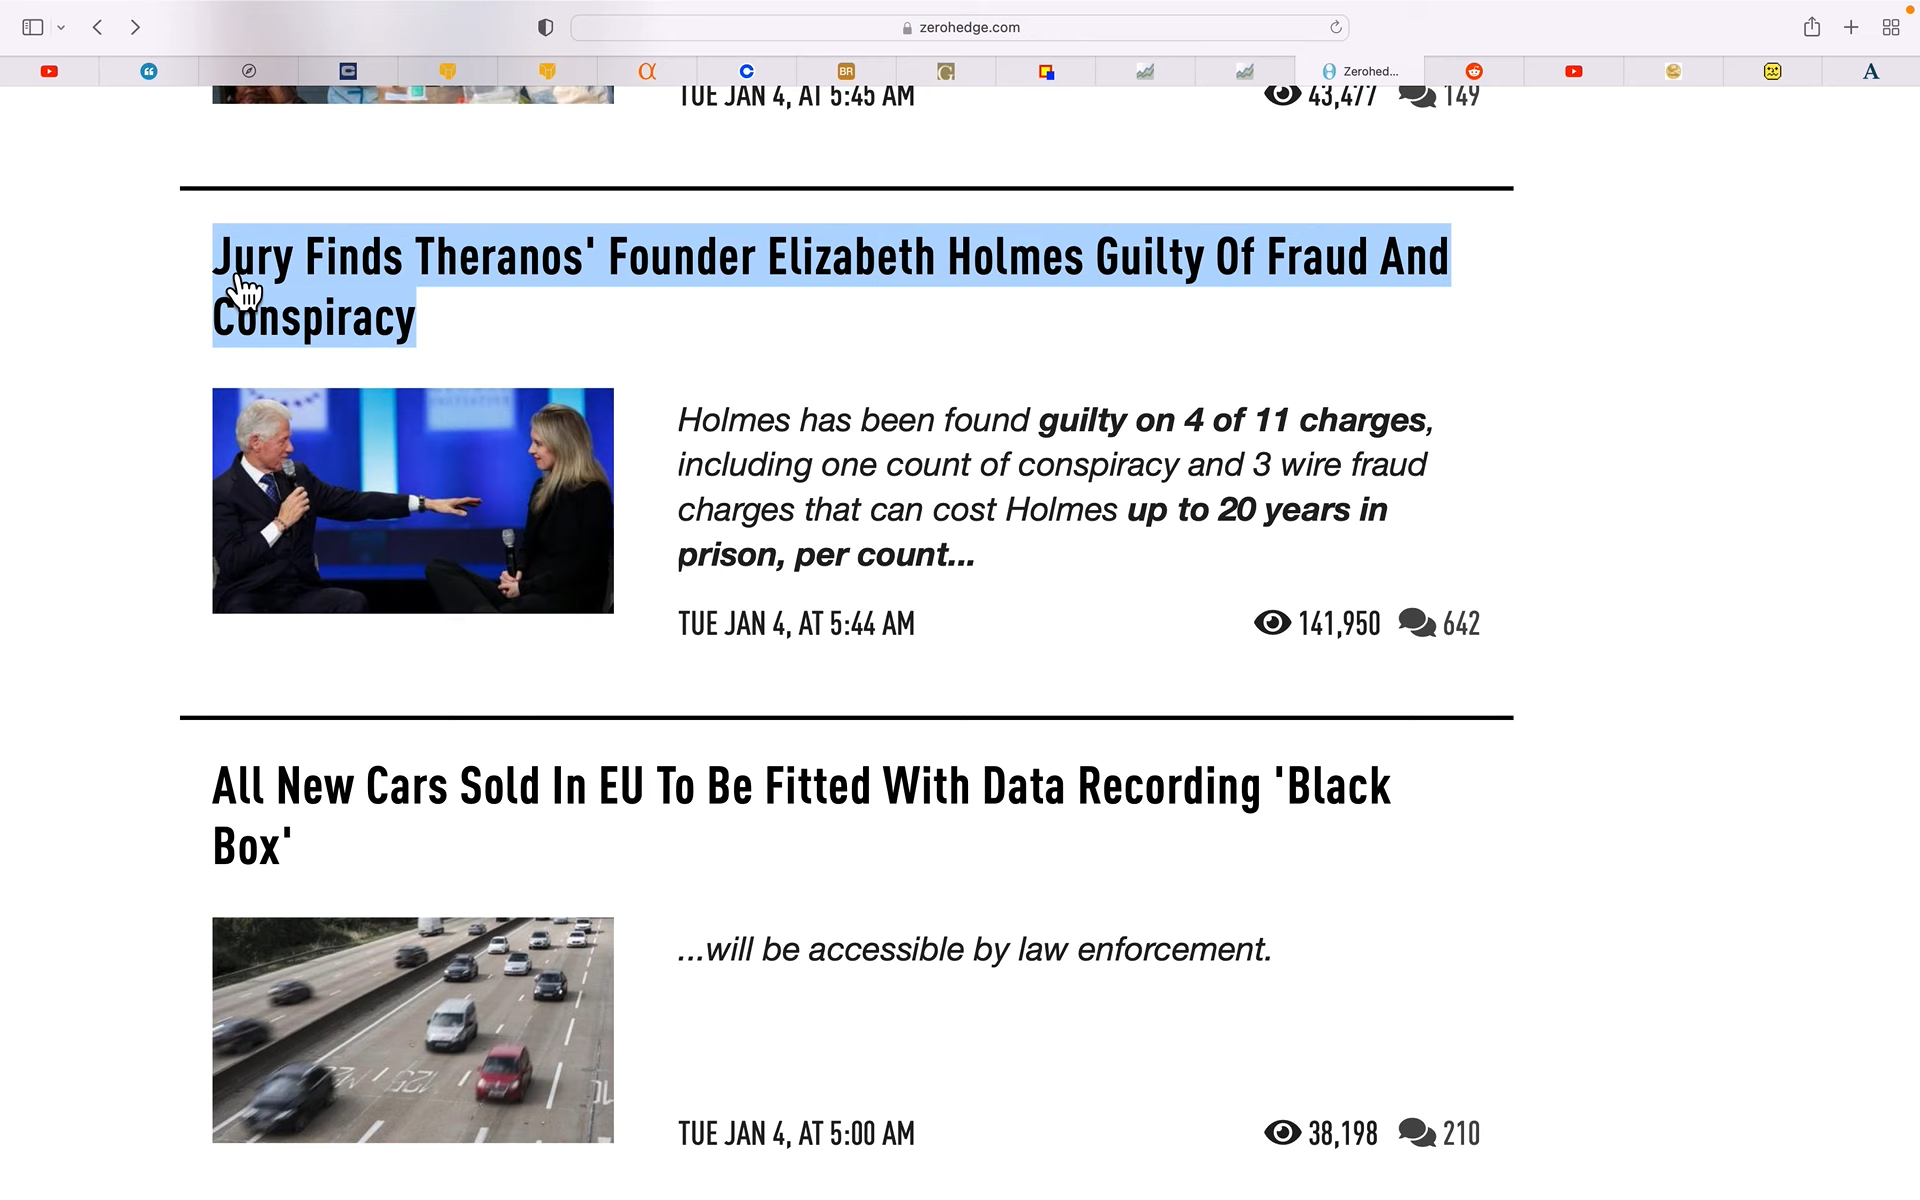 zerohedge.com
BR
G
Zerohed...
A
TUE JAN 4, AT 5:45 AM
43,477
149
Jury Finds Theranos' Founder Elizabeth Holmes Guilty Of Fraud And
Conspiracy
Holmes has been found guilty on 4 of 11 charges,
including one count of conspiracy and 3 wire fraud
charges that can cost Holmes up to 20 years in
prison, per count...
TUE JAN 4, AT 5:44 AM
141,950
642
All New Cars Sold In EU To Be Fitted With Data Recording 'Black
Box'
...will be accessible by law enforcement.
TUE JAN 4, AT 5:00 AM
38,198
210